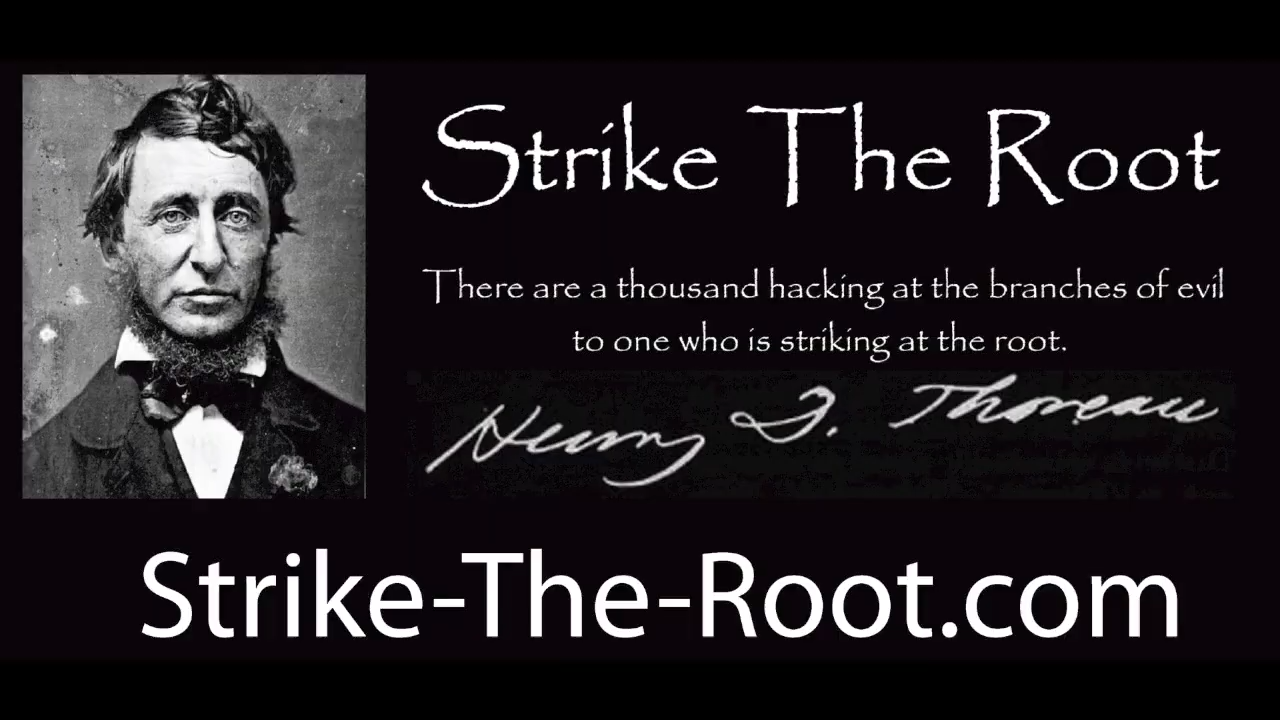 Strike The Root
There are a thousand hacking at the branches of evil
to one who is striking at the root.
Henry D. Thoreau
Strike-The-Root.com